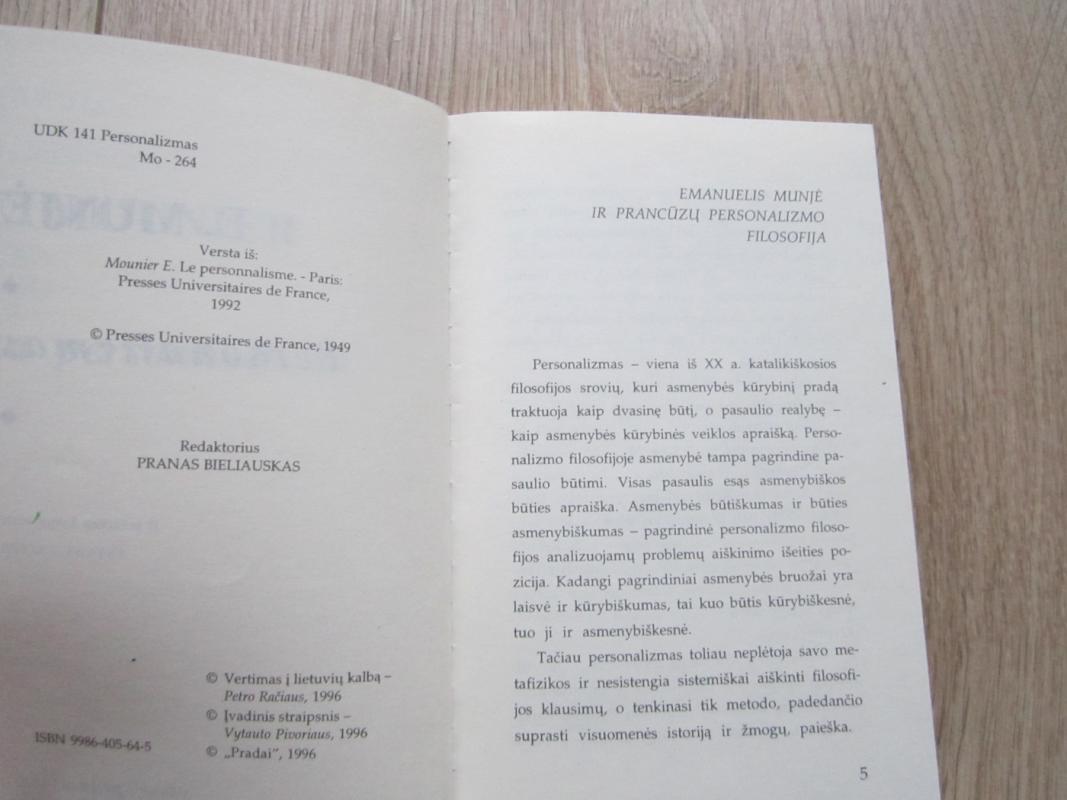 UDK 141 Personalizmas
Mo - 264
Versta iš:
Mounier E. Le personnalisme. - Paris:
Presses Universitaires de France,
1992
© Presses Universitaires de France, 1949
Redaktorius
PRANAS BIELIAUSKAS
© Vertimas į lietuvių kalbą –
Petro Račiaus, 1996
© Įvadinis straipsnis –
Vytauto Pivoriaus, 1996
ISBN 9986-405-64-5
© „Pradai”, 1996
EMANUELIS MUNJĖ
IR PRANCŪZŲ PERSONALIZMO
FILOSOFIJA
Personalizmas – viena iš XX a. katalikiškosios
filosofijos srovių, kuri asmenybės kūrybinį pradą
traktuoja kaip dvasinę būtį, o pasaulio realybę –
kaip asmenybės kūrybinės veiklos apraišką. Perso-
nalizmo filosofijoje asmenybė tampa pagrindine pa-
saulio būtimi. Visas pasaulis esąs asmenybiškos
būties apraiška. Asmenybės būtiškumas ir būties
asmenybiškumas – pagrindinė personalizmo filoso-
fijos analizuojamų problemų aiškinimo išeities po-
zicija. Kadangi pagrindiniai asmenybės bruožai yra
laisvė ir kūrybiškumas, tai kuo būtis kūrybiškesnė,
tuo ji ir asmenybiškesnė.
Tačiau personalizmas toliau neplėtoja savo me-
tafizikos ir nesistengia sistemiškai aiškinti filosofi-
jos klausimų, o tenkinasi tik metodo, padedančio
suprasti visuomenės istoriją ir žmogų, paieška.
5